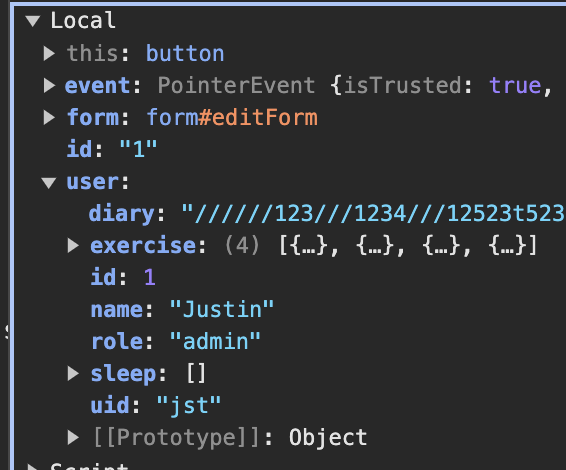 Local
this: button
event: PointerEvent {isTrusted: true,
form: form#editForm
id: "1"
user:
diary: "//////123///1234///12523t523
exercise: (4) [{…}, {…}, {…}, {…}]
id: 1
name: "Justin"
role: "admin"
sleep: []
uid: "jst"
[[Prototype]]: Object
Script